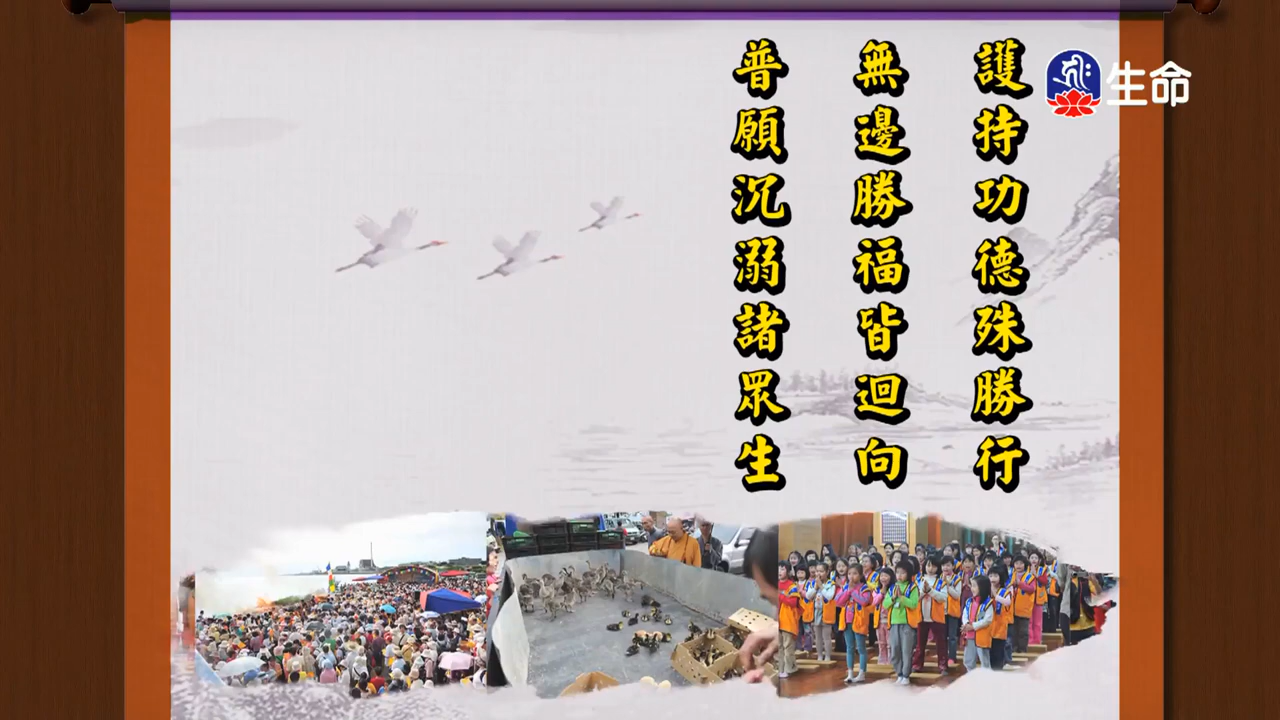 護持功德殊勝行
無邊勝福皆迴向
普願沉溺諸眾生
生命